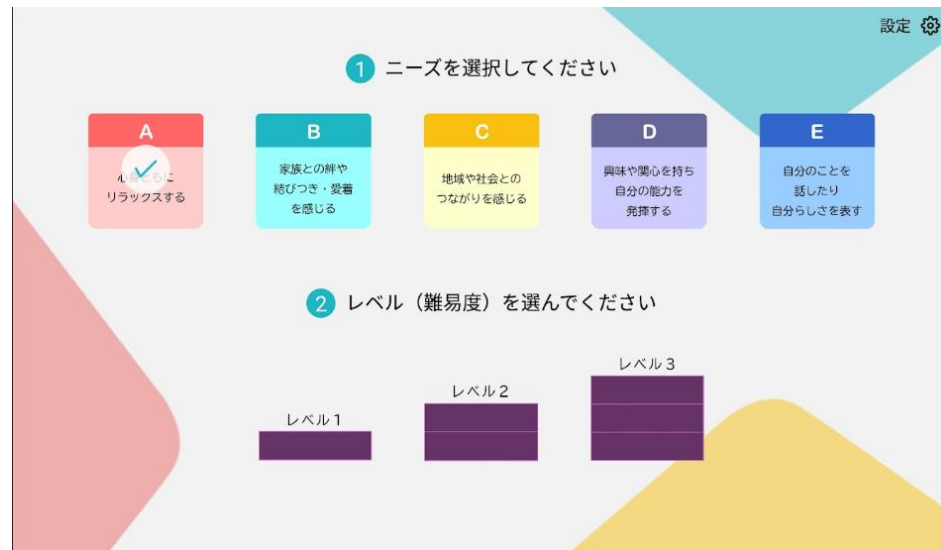 設定
1 ニーズを選択してください
A
心身ともに
リラックスする
B
家族との絆や
結びつき・愛着
を感じる
C
地域や社会との
つながりを感じる
D
興味や関心を持ち
自分の能力を
発揮する
E
自分のことを
話したり
自分らしさを表す
2 レベル（難易度）を選んでください
レベル1
レベル2
レベル3